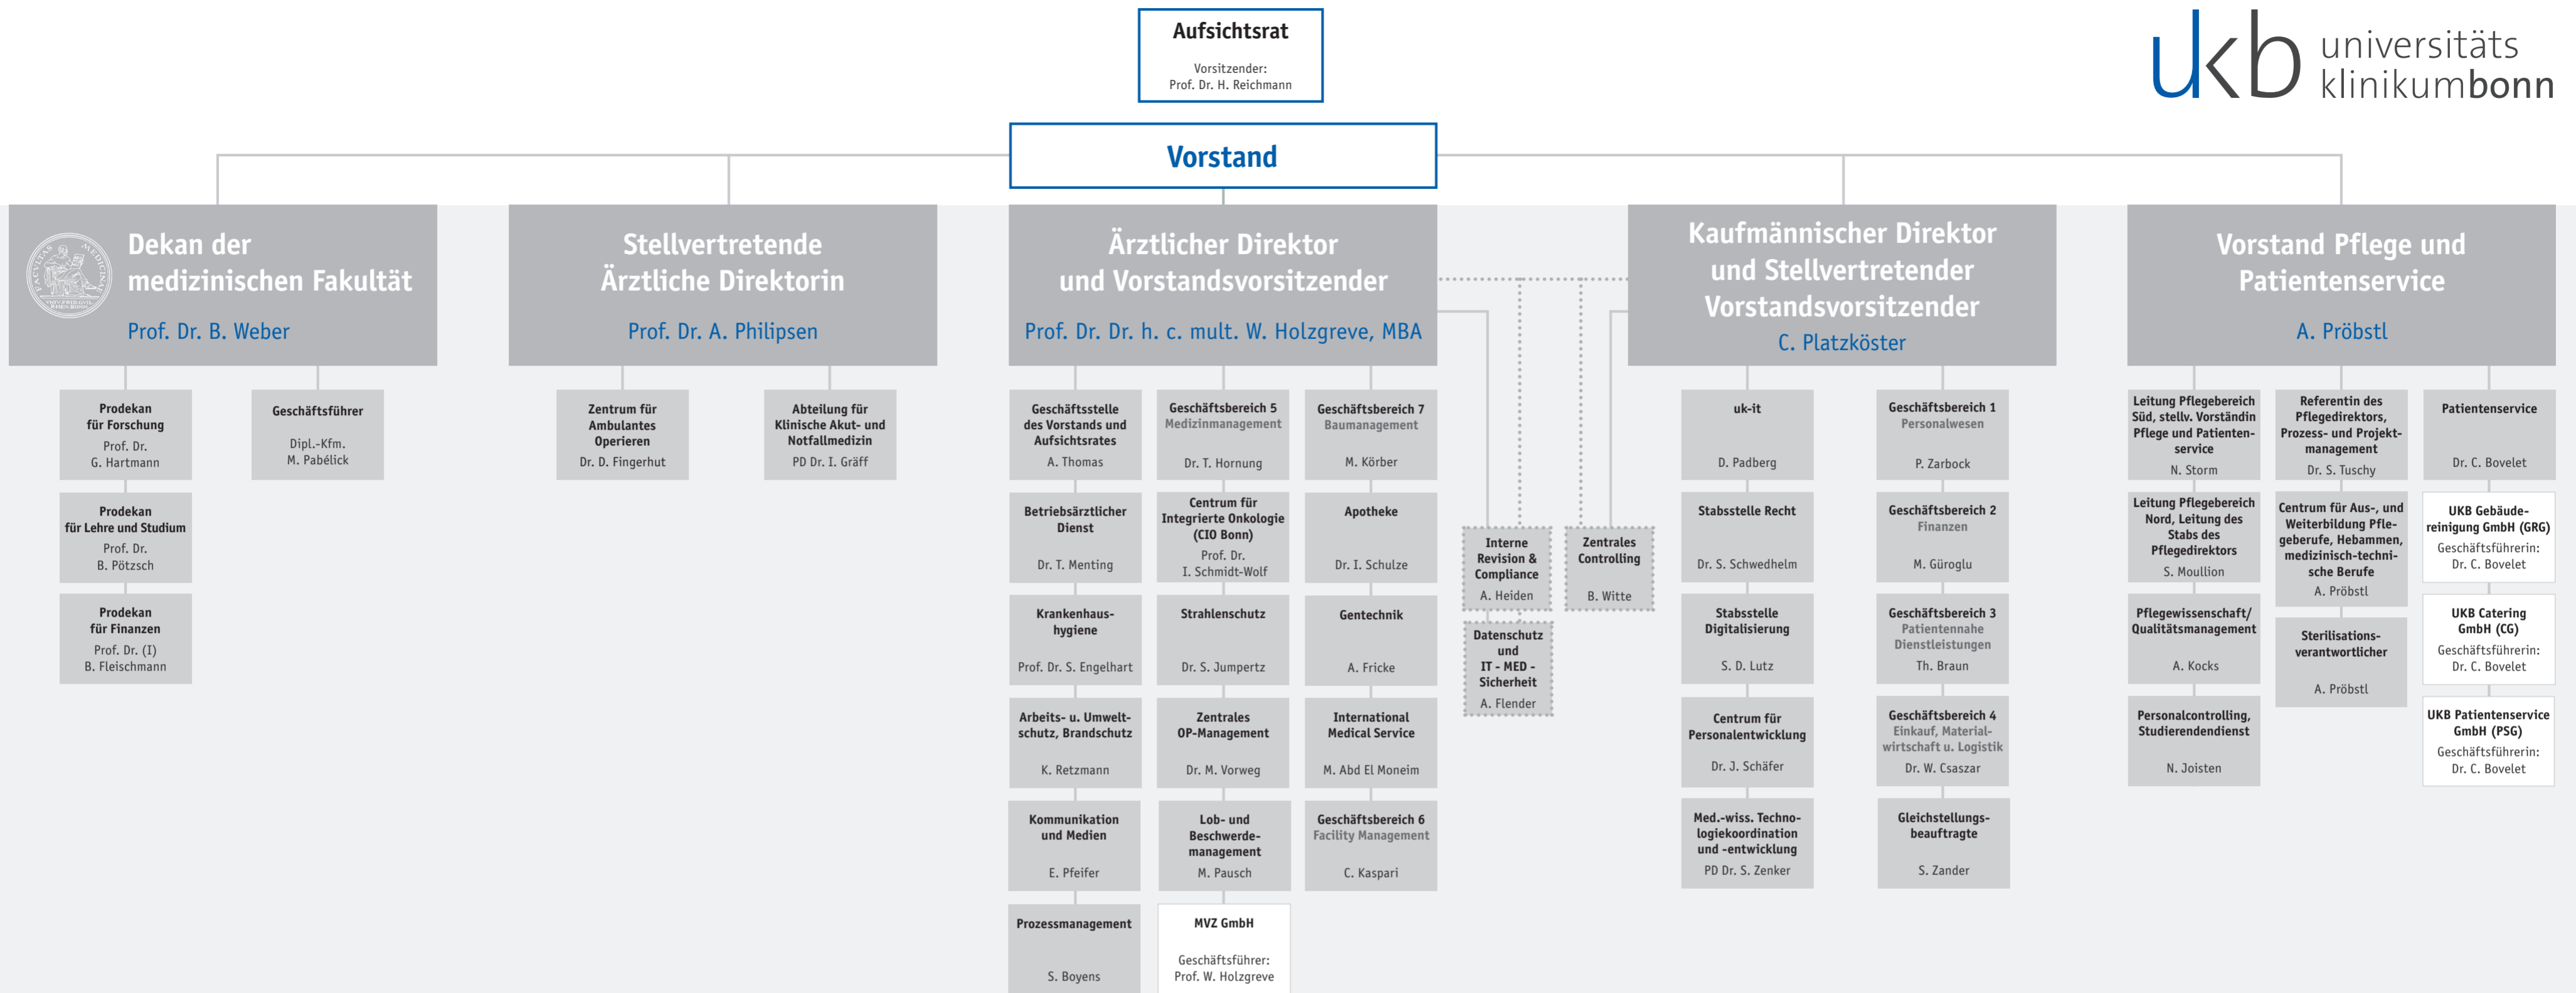 Aufsichtsrat
Vorsitzender:
Prof. Dr. H. Reichmann
ukb universitäts
klinikumbonn
Vorstand
Dekan der
medizinischen Fakultät
Prof. Dr. B. Weber
Stellvertretende
Ärztliche Direktorin
Prof. Dr. A. Philipsen
Ärztlicher Direktor
und Vorstandsvorsitzender
Prof. Dr. Dr. h. c. mult. W. Holzgreve, MBA
Kaufmännischer Direktor
und Stellvertretender
Vorstandsvorsitzender
C. Platzköster
Vorstand Pflege und
Patientenservice
A. Pröbstl
Prodekan
für Forschung
Prof. Dr.
G. Hartmann
Prodekan
für Lehre und Studium
Prof. Dr.
B. Pötzsch
Prodekan
für Finanzen
Prof. Dr. (I)
B. Fleischmann
Geschäftsführer
Dipl.-Kfm.
M. Pabélick
Zentrum für
Ambulantes
Operieren
Dr. D. Fingerhut
Abteilung für
Klinische Akut- und
Notfallmedizin
PD Dr. I. Gräff
Geschäftsstelle
des Vorstands und
Aufsichtsrates
A. Thomas
Betriebsärztlicher
Dienst
Dr. T. Menting
Krankenhaus-
hygiene
Prof. Dr. S. Engelhart
Arbeits- u. Umwelt-
schutz, Brandschutz
K. Retzmann
Kommunikation
und Medien
E. Pfeifer
Prozessmanagement
S. Boyens
Geschäftsbereich 5
Medizinmanagement
Dr. T. Hornung
Centrum für
Integrierte Onkologie
(CIO Bonn)
Prof. Dr.
I. Schmidt-Wolf
Strahlenschutz
Dr. S. Jumpertz
Zentrales
OP-Management
Dr. M. Vorweg
Lob- und
Beschwerde-
management
M. Pausch
MVZ GmbH
Geschäftsführer:
Prof. W. Holzgreve
Geschäftsbereich 7
Baumanagement
M. Körber
Apotheke
Dr. I. Schulze
Gentechnik
A. Fricke
International
Medical Service
M. Abd El Moneim
Geschäftsbereich 6
Facility Management
C. Kaspari
Interne
Revision &
Compliance
A. Heiden
Datenschutz
und
IT - MED -
Sicherheit
A. Flender
Zentrales
Controlling
B. Witte
uk-it
D. Padberg
Stabsstelle Recht
Dr. S. Schwedhelm
Stabsstelle
Digitalisierung
S. D. Lutz
Centrum für
Personalentwicklung
Dr. J. Schäfer
Med.-wiss. Techno-
logiekoordination
und -entwicklung
PD Dr. S. Zenker
Geschäftsbereich 1
Personalwesen
P. Zarbock
Geschäftsbereich 2
Finanzen
M. Güroglu
Geschäftsbereich 3
Patientennahe
Dienstleistungen
Th. Braun
Geschäftsbereich 4
Einkauf, Material-
wirtschaft u. Logistik
Dr. W. Csaszar
Gleichstellungs-
beauftragte
S. Zander
Leitung Pflegebereich
Süd, stellv. Vorständin
Pflege und Patienten-
service
N. Storm
Leitung Pflegebereich
Nord, Leitung des
Stabs des
Pflegedirektors
S. Moullion
Pflegewissenschaft/
Qualitätsmanagement
A. Kocks
Personalcontrolling,
Studierendendienst
N. Joisten
Referentin des
Pflegedirektors,
Prozess- und Projekt-
management
Dr. S. Tuschy
Centrum für Aus-, und
Weiterbildung Pfle-
geberufe, Hebammen,
medizinisch-techni-
sche Berufe
A. Pröbstl
Sterilisations-
verantwortlicher
A. Pröbstl
Patientenservice
Dr. C. Bovelet
UKB Gebäude-
reinigung GmbH (GRG)
Geschäftsführerin:
Dr. C. Bovelet
UKB Catering
GmbH (CG)
Geschäftsführerin:
Dr. C. Bovelet
UKB Patientenservice
GmbH (PSG)
Geschäftsführerin:
Dr. C. Bovelet